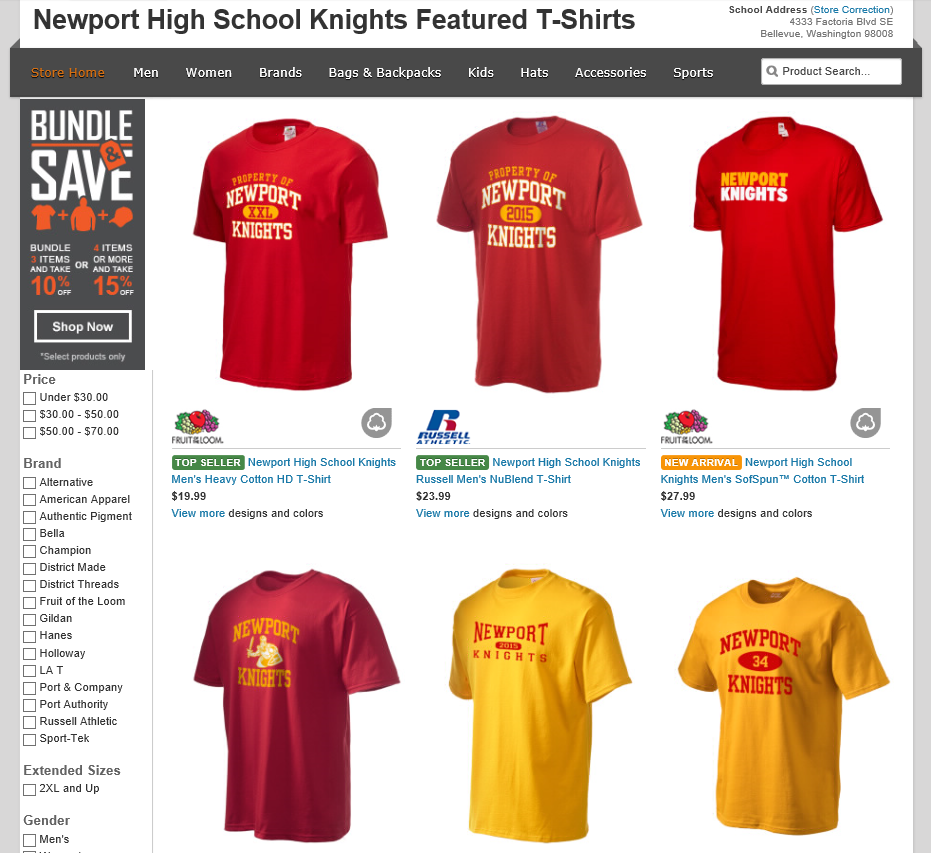 Newport High School Knights Featured T-Shirts
School Address (Store Correction)
4333 Factoria Blvd SE
Bellevue, Washington 98008
Store Home Men Women Brands Bags & Backpacks Kids Hats Accessories Sports
Product Search...
BUNDLE
&
SAVE
BUNDLE
3 ITEMS
AND TAKE
10% OFF
OR
4 ITEMS
OR MORE
AND TAKE
15% OFF
Shop Now
*Select products only
Price
Under $30.00
$30.00 - $50.00
$50.00 - $70.00
Brand
Alternative
American Apparel
Authentic Pigment
Bella
Champion
District Made
District Threads
Fruit of the Loom
Gildan
Hanes
Holloway
LA T
Port & Company
Port Authority
Russell Athletic
Sport-Tek
Extended Sizes
2XL and Up
Gender
Men's
PROPERTY OF
NEWPORT
XXL
KNIGHTS
FRUIT OF THE LOOM.
TOP SELLER Newport High School Knights
Men's Heavy Cotton HD T-Shirt
$19.99
View more designs and colors
PROPERTY OF
NEWPORT
2015
KNIGHTS
RUSSELL
ATHLETIC
TOP SELLER Newport High School Knights
Russell Men's NuBlend T-Shirt
$23.99
View more designs and colors
NEWPORT
KNIGHTS
FRUIT OF THE LOOM.
NEW ARRIVAL Newport High School
Knights Men's SofSpun™ Cotton T-Shirt
$27.99
View more designs and colors
NEWPORT
KNIGHTS
NEWPORT
2015
KNIGHTS
NEWPORT
34
KNIGHTS